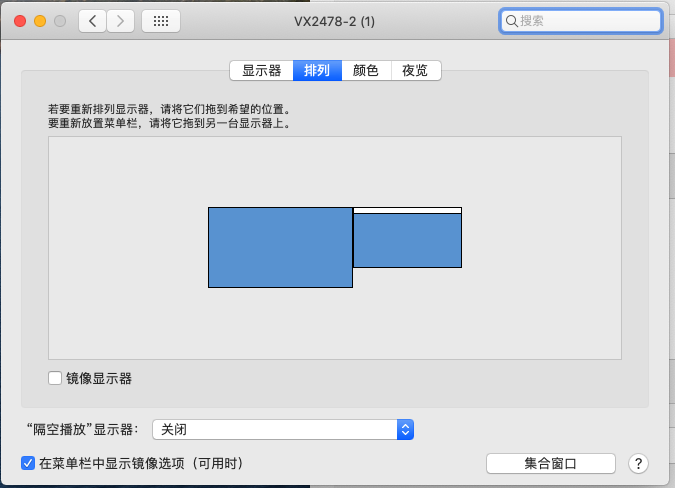 VX2478-2 (1)
搜索
显示器 排列 颜色 夜览
若要重新排列显示器，请将它们拖到希望的位置。
要重新放置菜单栏，请将它拖到另一台显示器上。
镜像显示器
“隔空播放”显示器： 关闭
在菜单栏中显示镜像选项（可用时）
集合窗口 ?